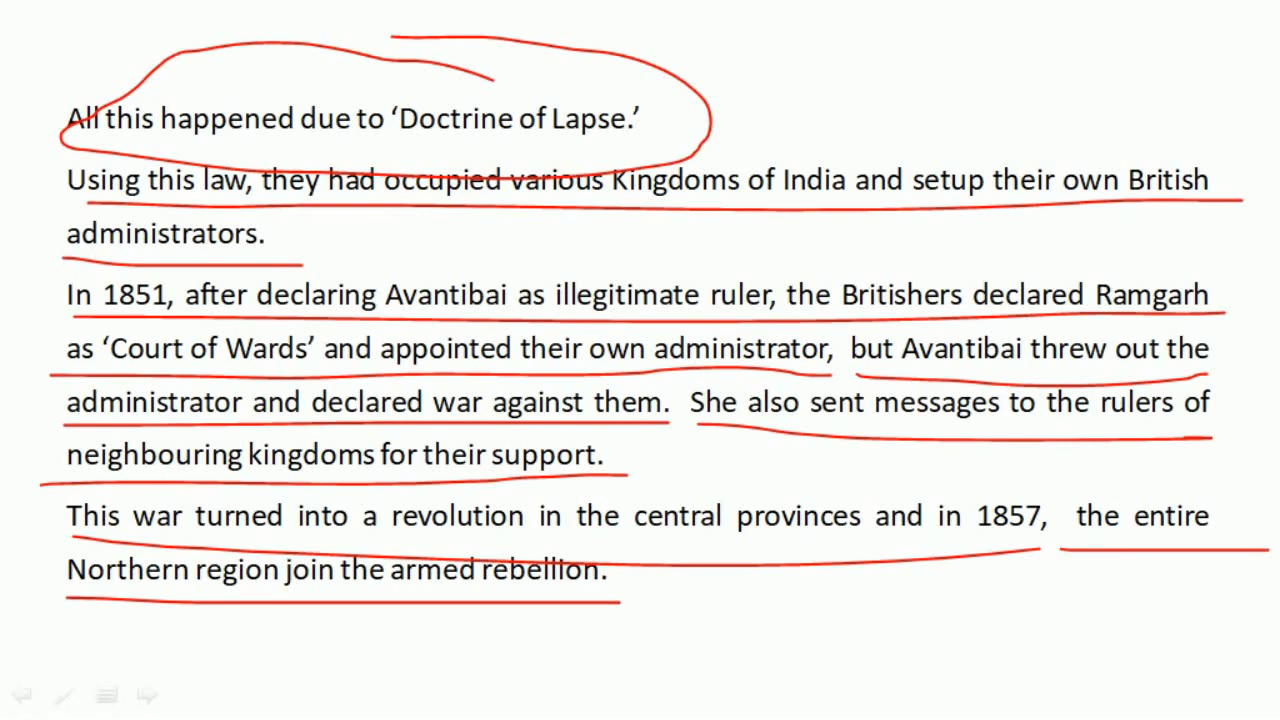 All this happened due to ‘Doctrine of Lapse.’
Using this law, they had occupied various Kingdoms of India and setup their own British
administrators.
In 1851, after declaring Avantibai as illegitimate ruler, the Britishers declared Ramgarh
as ‘Court of Wards’ and appointed their own administrator, but Avantibai threw out the
administrator and declared war against them. She also sent messages to the rulers of
neighbouring kingdoms for their support.
This war turned into a revolution in the central provinces and in 1857, the entire
Northern region join the armed rebellion.